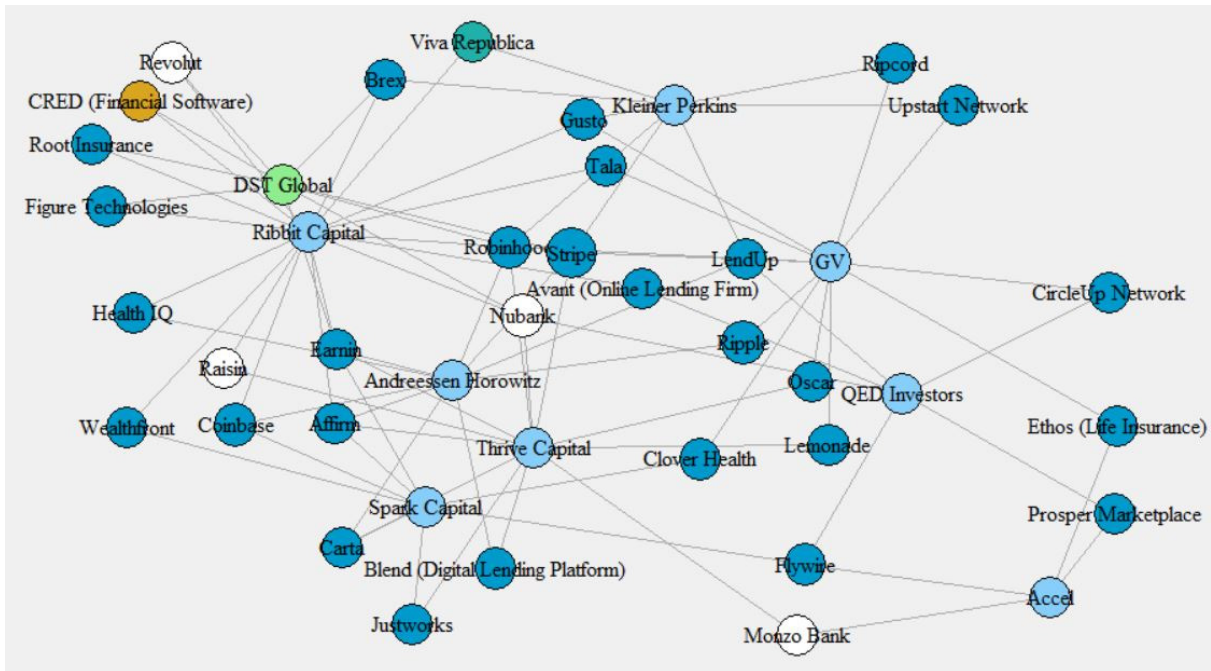 Viva Republica
Revolut
Brex
Ripcord
CRED (Financial Software)
Kleiner Perkins
Upstart Network
Gusto
Root Insurance
Tala
DST Global
Figure Technologies
Ribbit Capital
Robinhood
Stripe
LendUp
GV
Avant (Online Lending Firm)
CircleUp Network
Health IQ
Nubank
Earnin
Ripple
Raisin
Andreessen Horowitz
Oscar
QED Investors
Wealthfront
Coinbase
Affirm
Ethos (Life Insurance)
Thrive Capital
Clover Health
Lemonade
Spark Capital
Prosper Marketplace
Carta
Blend (Digital Lending Platform)
Flywire
Accel
Justworks
Monzo Bank